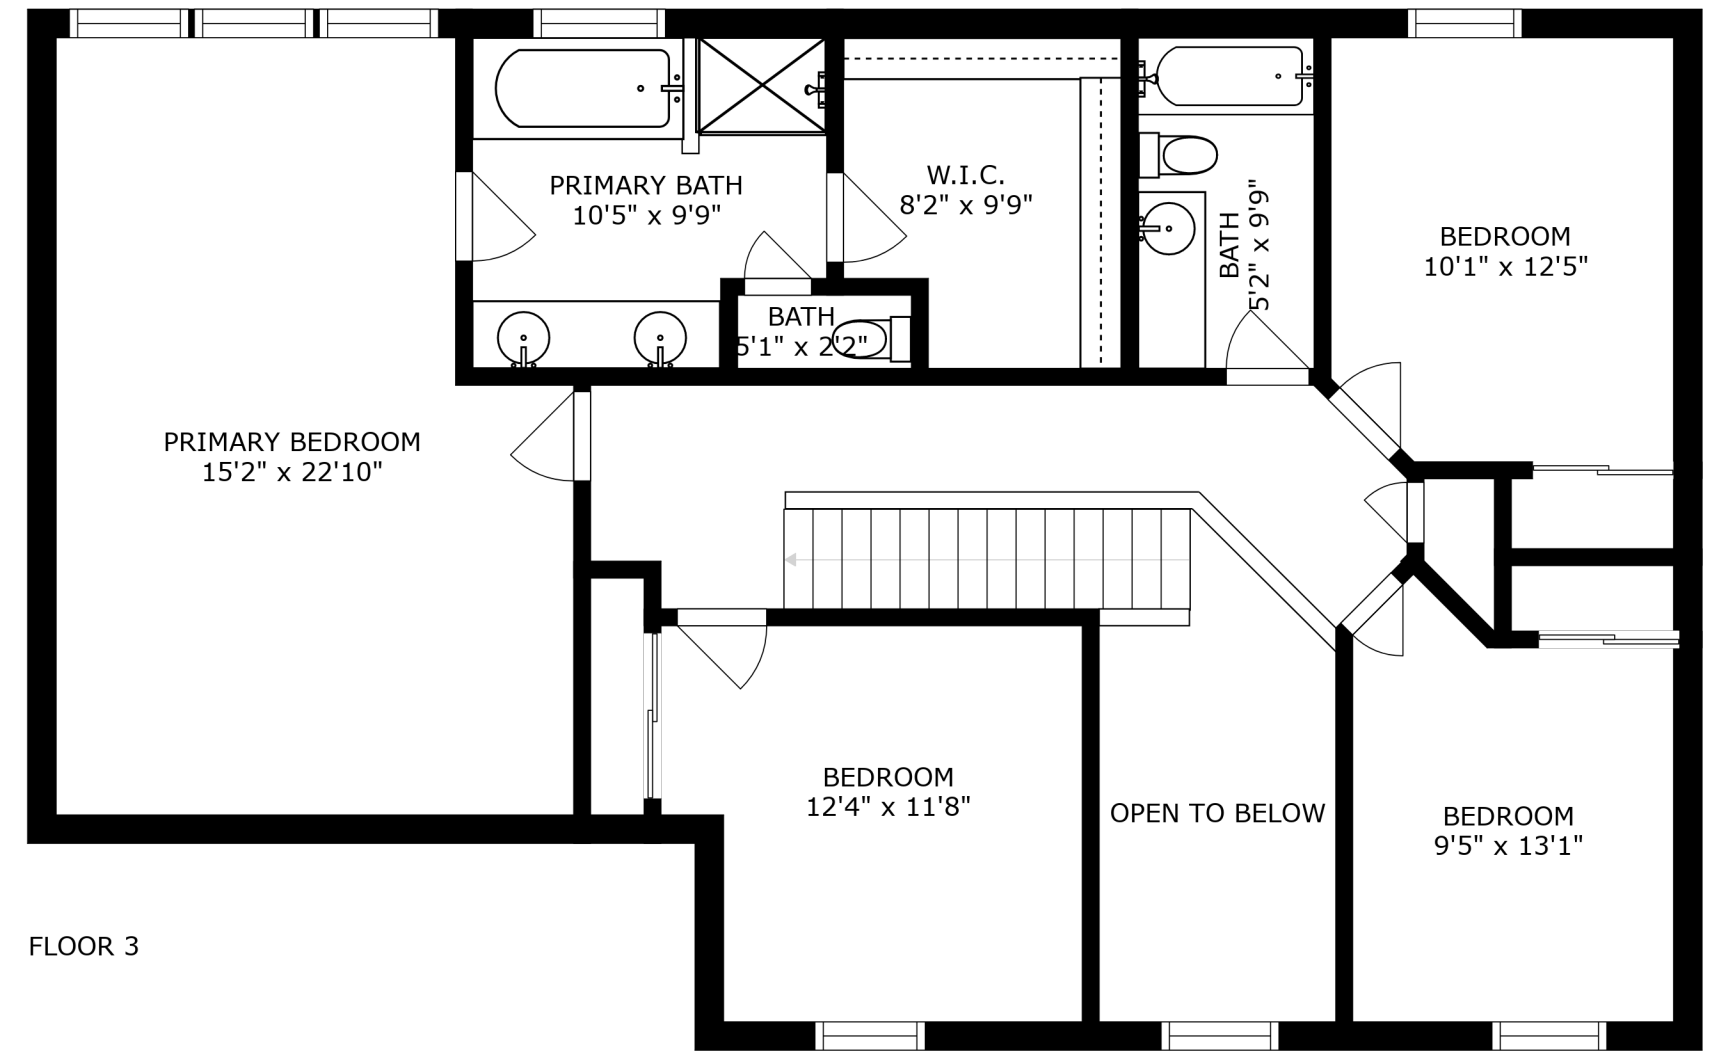 PRIMARY BATH
10'5" x 9'9"
W.I.C.
8'2" x 9'9"
BATH
5'2" x 9'9"
BEDROOM
10'1" x 12'5"
BATH
5'1" x 2'2"
PRIMARY BEDROOM
15'2" x 22'10"
BEDROOM
12'4" x 11'8"
OPEN TO BELOW
BEDROOM
9'5" x 13'1"
FLOOR 3